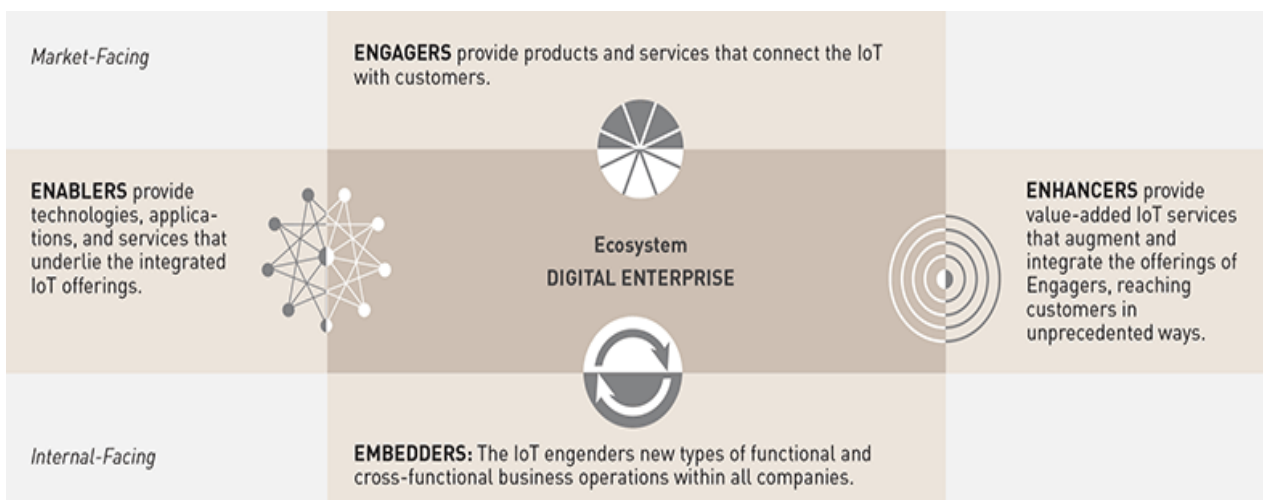 Market-Facing
ENGAGERS provide products and services that connect the IoT
with customers.
ENABLERS provide
technologies, applica-
tions, and services that
underlie the integrated
IoT offerings.
Ecosystem
DIGITAL ENTERPRISE
ENHANCERS provide
value-added IoT services
that augment and
integrate the offerings of
Engagers, reaching
customers in
unprecedented ways.
Internal-Facing
EMBEDDERS: The IoT engenders new types of functional and
cross-functional business operations within all companies.